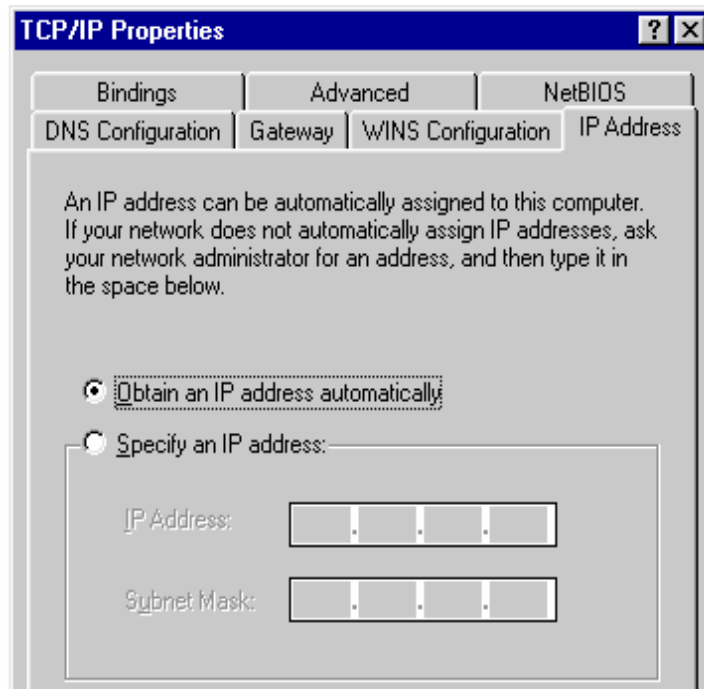 TCP/IP Properties
Bindings Advanced NetBIOS
DNS Configuration Gateway WINS Configuration IP Address
An IP address can be automatically assigned to this computer.
If your network does not automatically assign IP addresses, ask
your network administrator for an address, and then type it in
the space below.
Obtain an IP address automatically
Specify an IP address:
IP Address:
. . .
Subnet Mask:
. . .